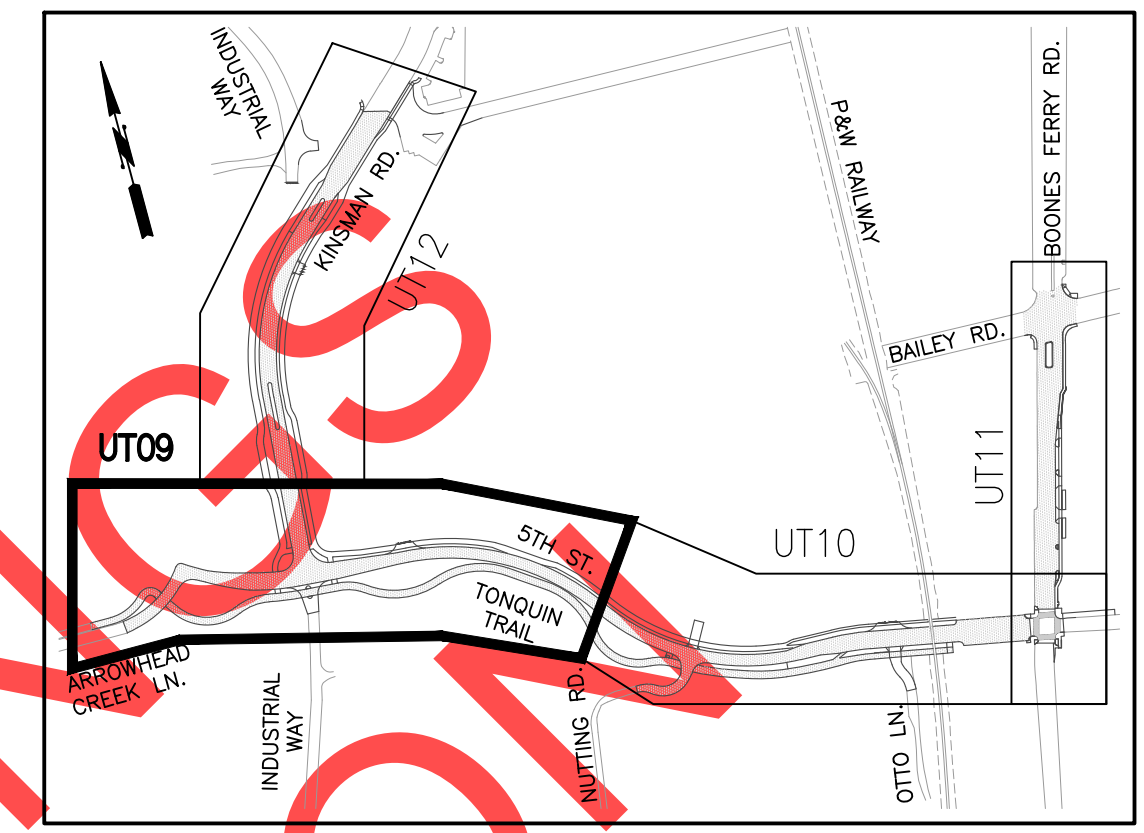 INDUSTRIAL
WAY
KINSMAN RD.
UT12
P&W RAILWAY
BOONES FERRY RD.
BAILEY RD.
UT09
UT11
5TH ST.
UT10
TONQUIN
TRAIL
ARROWHEAD
CREEK LN.
INDUSTRIAL
WAY
NUTTING RD.
OTTO LN.